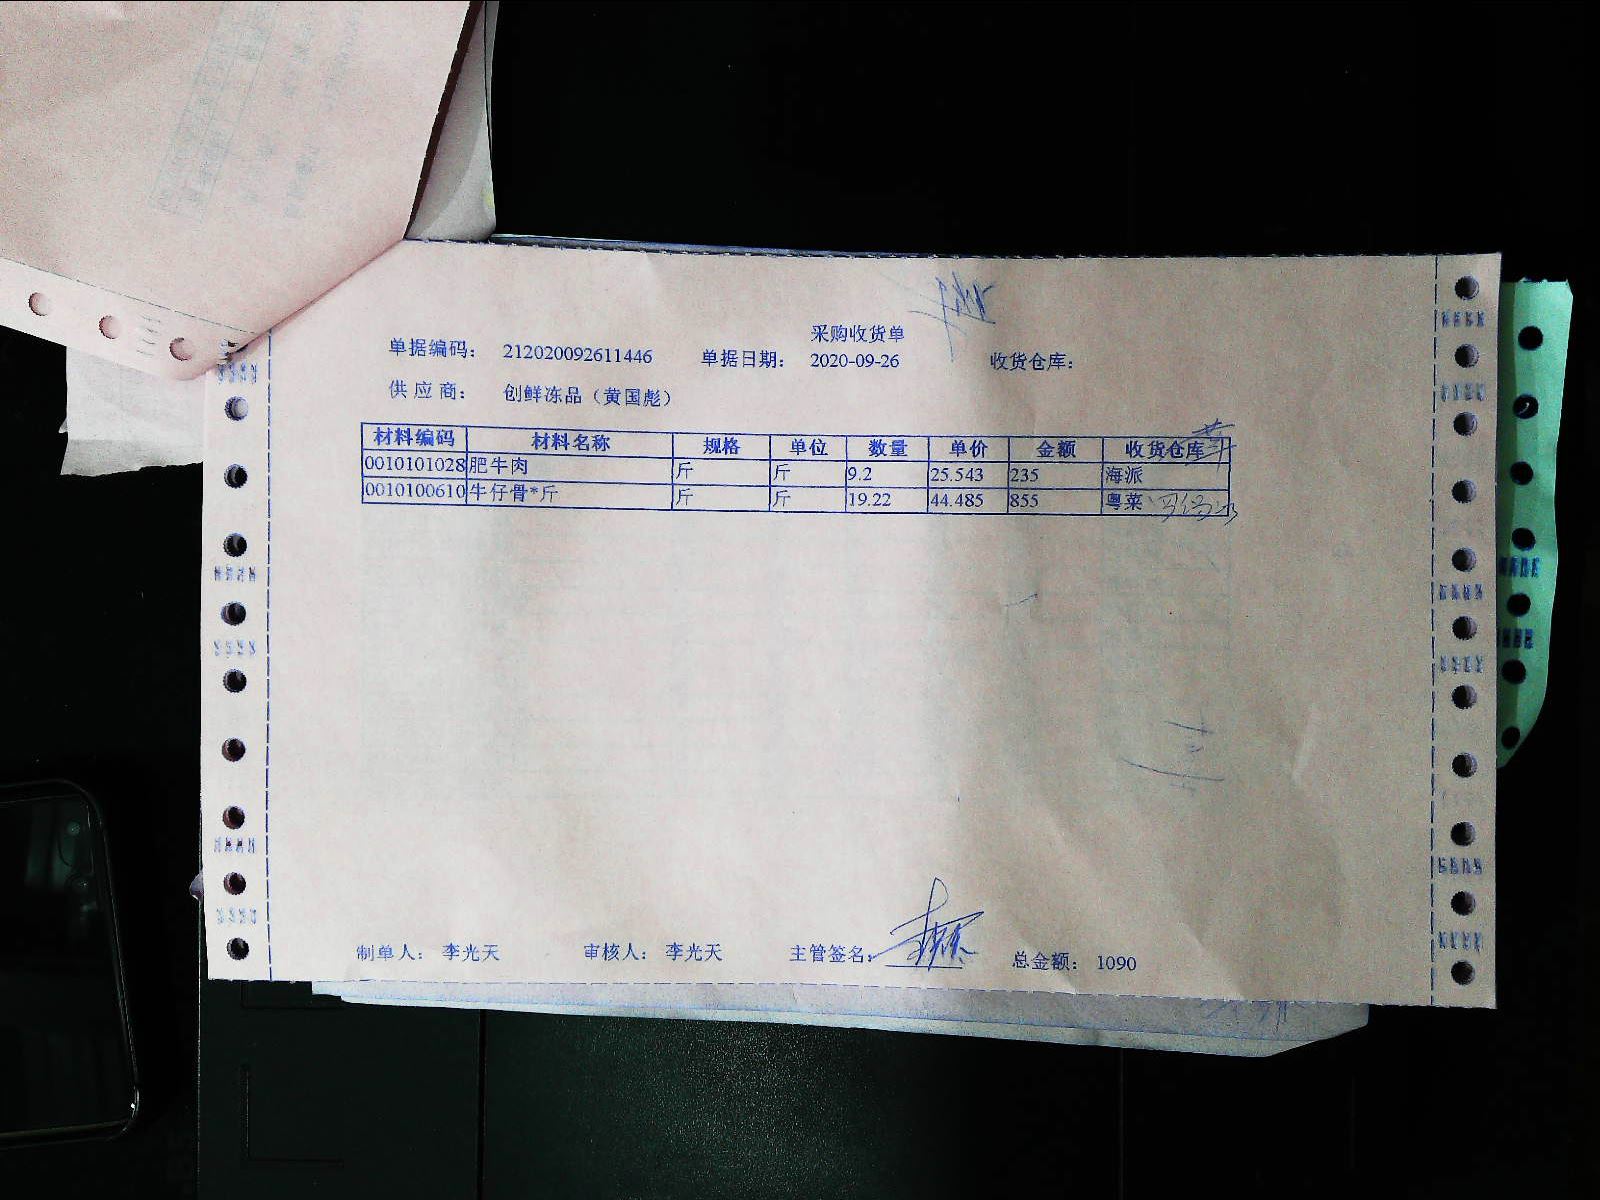 采购收货单
单据编码： 212020092611446 单据日期： 2020-09-26 收货仓库：
供 应 商： 创鲜冻品（黄国彪）
材料编码 材料名称 规格 单位 数量 单价 金额 收货仓库
0010101028 肥牛肉 斤 斤 9.2 25.543 235 海派
0010100610 牛仔骨*斤 斤 斤 19.22 44.485 855 粤菜
制单人： 李光天 审核人： 李光天 主管签名： 总金额： 1090